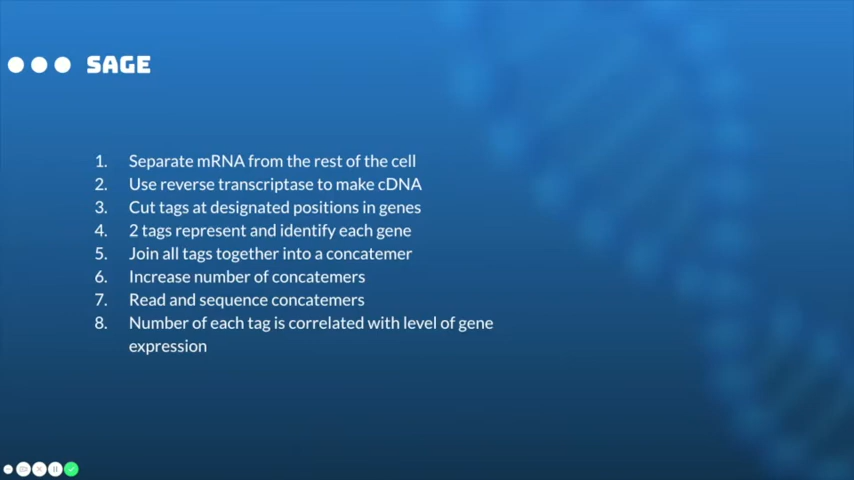 SAGE
1. Separate mRNA from the rest of the cell
2. Use reverse transcriptase to make cDNA
3. Cut tags at designated positions in genes
4. 2 tags represent and identify each gene
5. Join all tags together into a concatemer
6. Increase number of concatemers
7. Read and sequence concatemers
8. Number of each tag is correlated with level of gene
expression